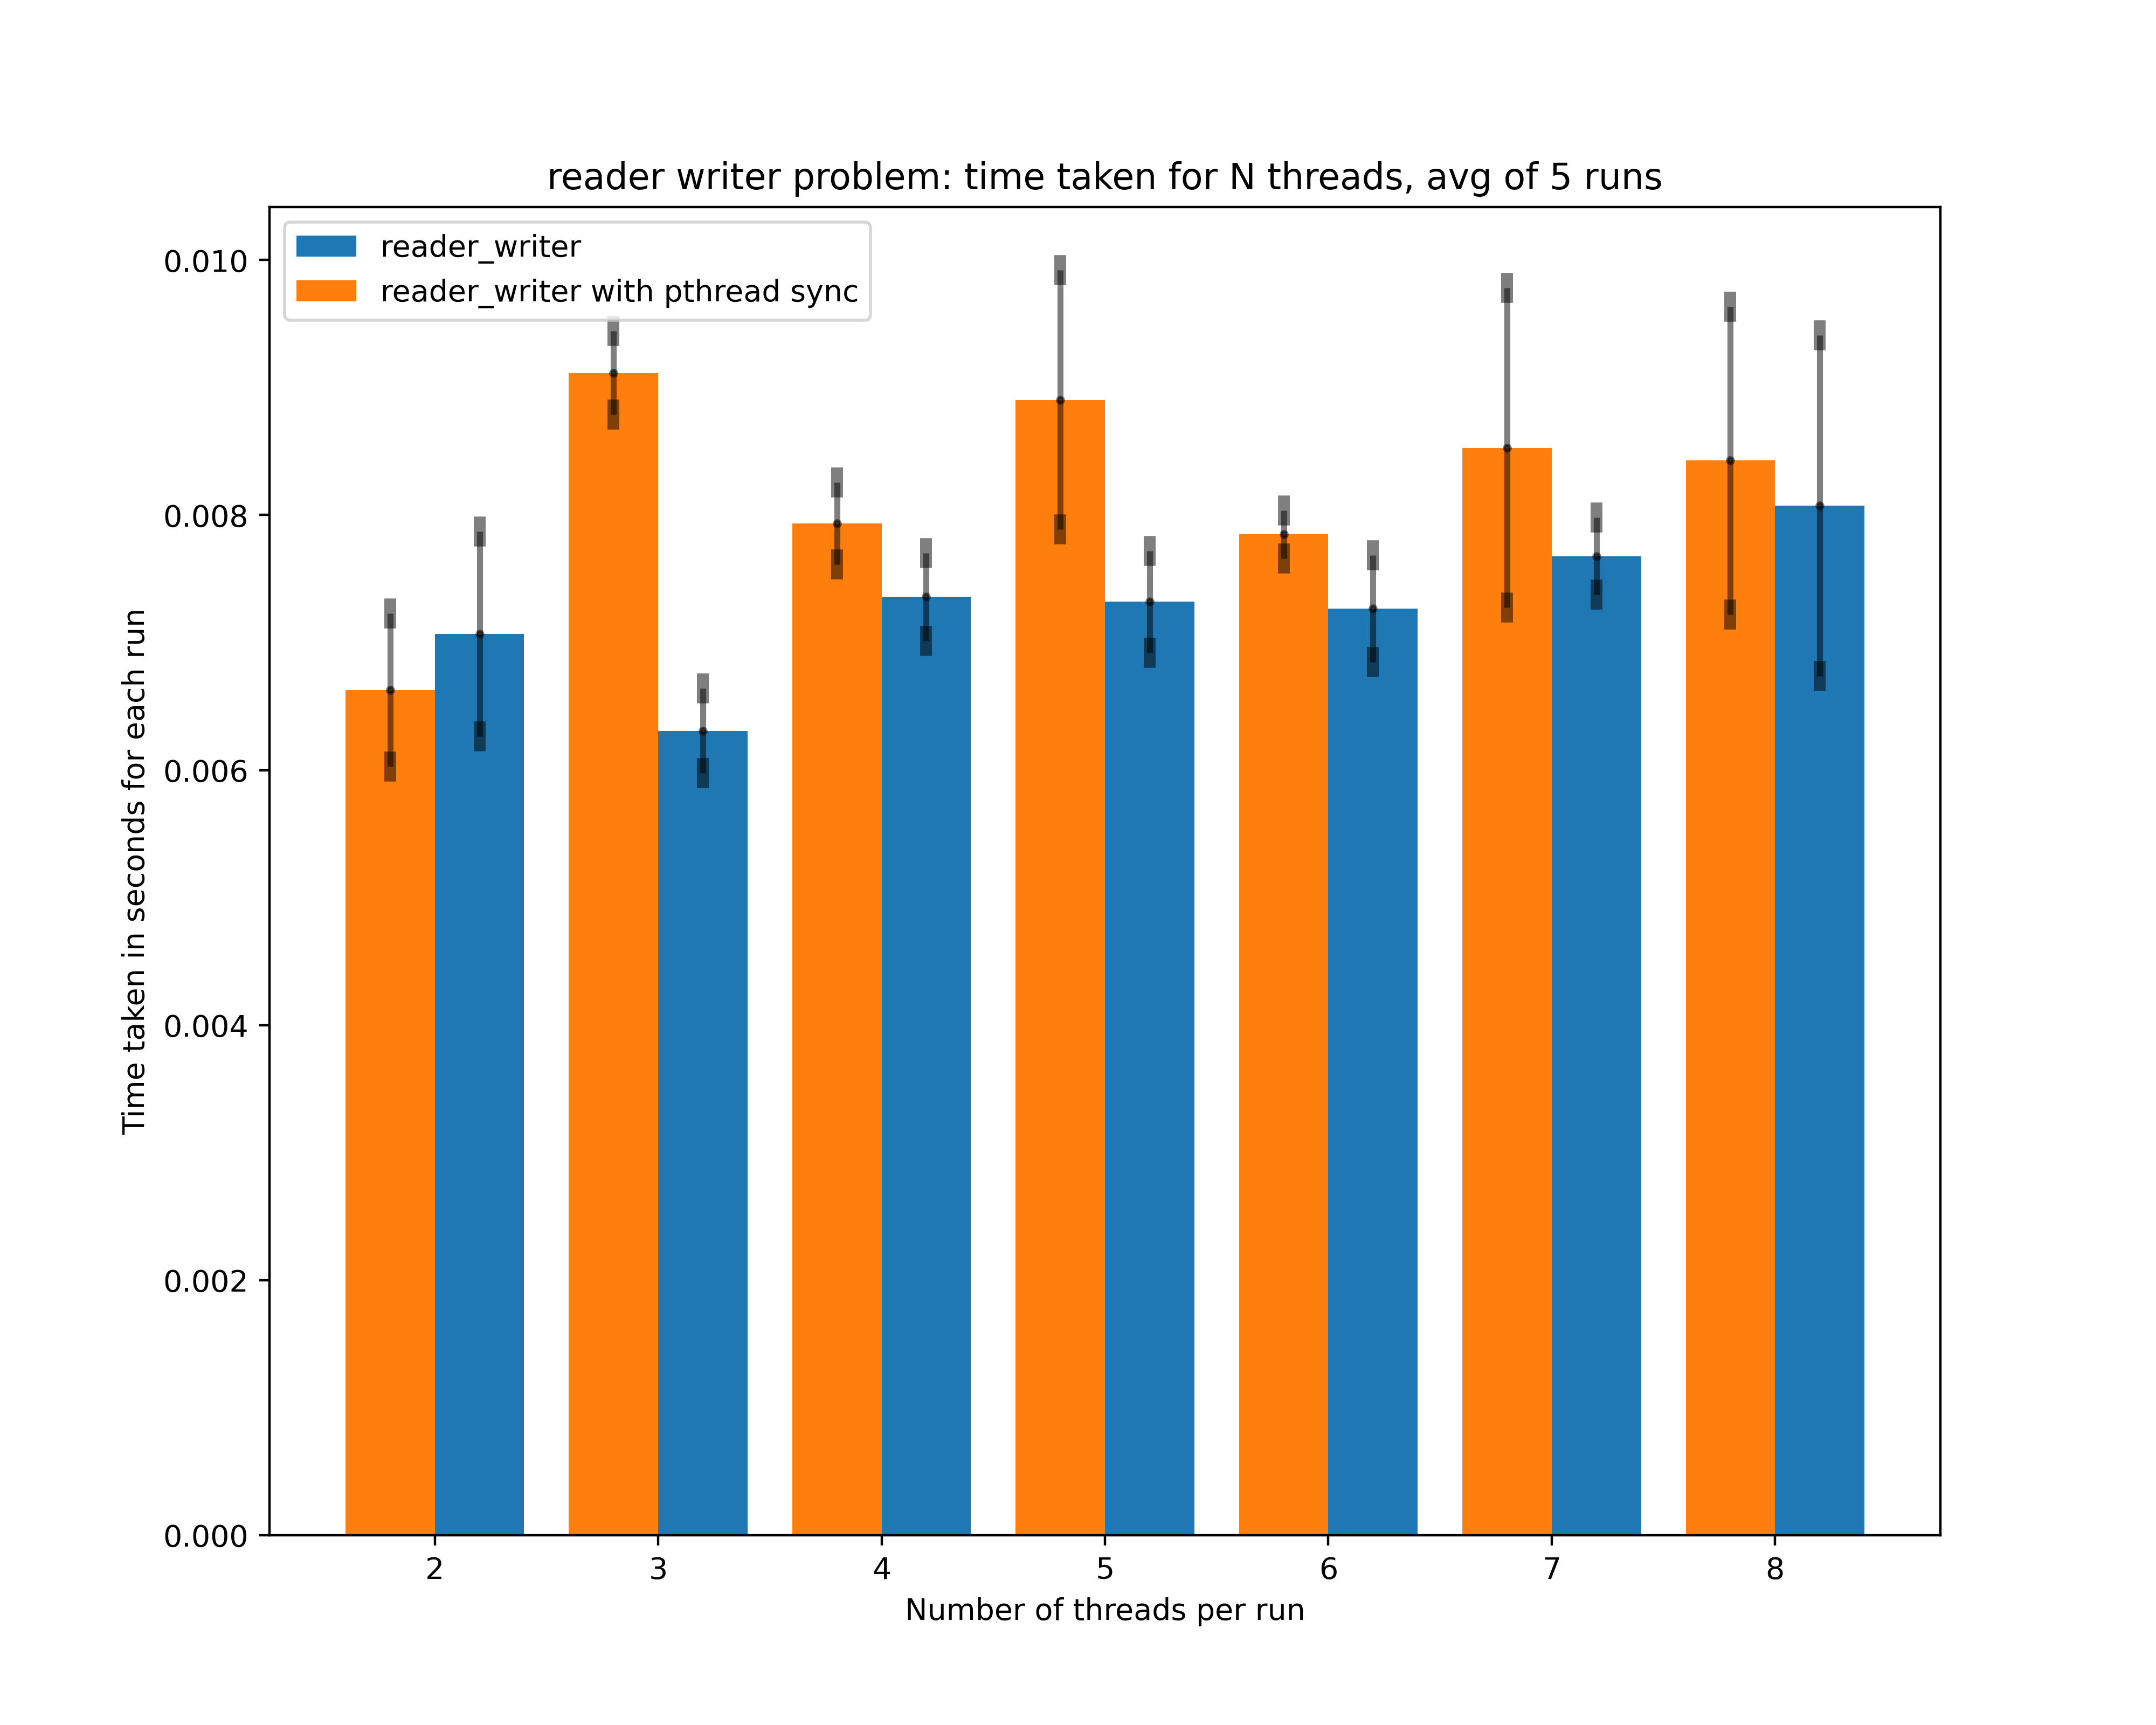 reader writer problem: time taken for N threads, avg of 5 runs
reader_writer
reader_writer with pthread sync
Time taken in seconds for each run
0.010
0.008
0.006
0.004
0.002
0.000
2 3 4 5 6 7 8
Number of threads per run